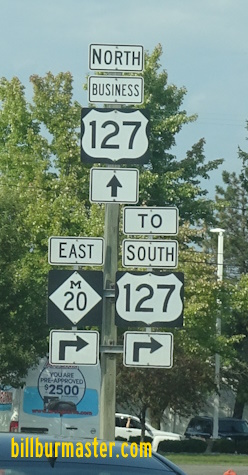 NORTH
BUSINESS
127
TO
EAST
SOUTH
M
20
127
YOU ARE
PRE-APPROVED
$2500
billburmaster.com